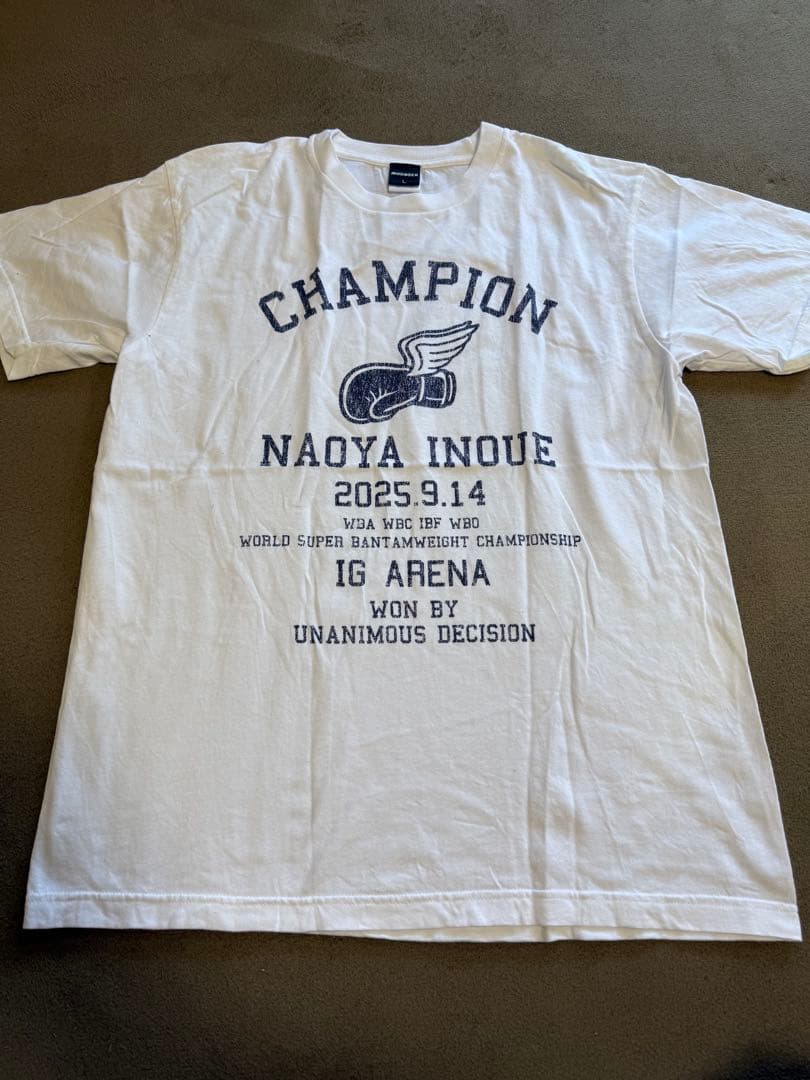 L
CHAMPION
NAOYA INOUE
2025.9.14
WBA WBC IBF WBO
WORLD SUPER BANTAMWEIGHT CHAMPIONSHIP
IG ARENA
WON BY
UNANIMOUS DECISION